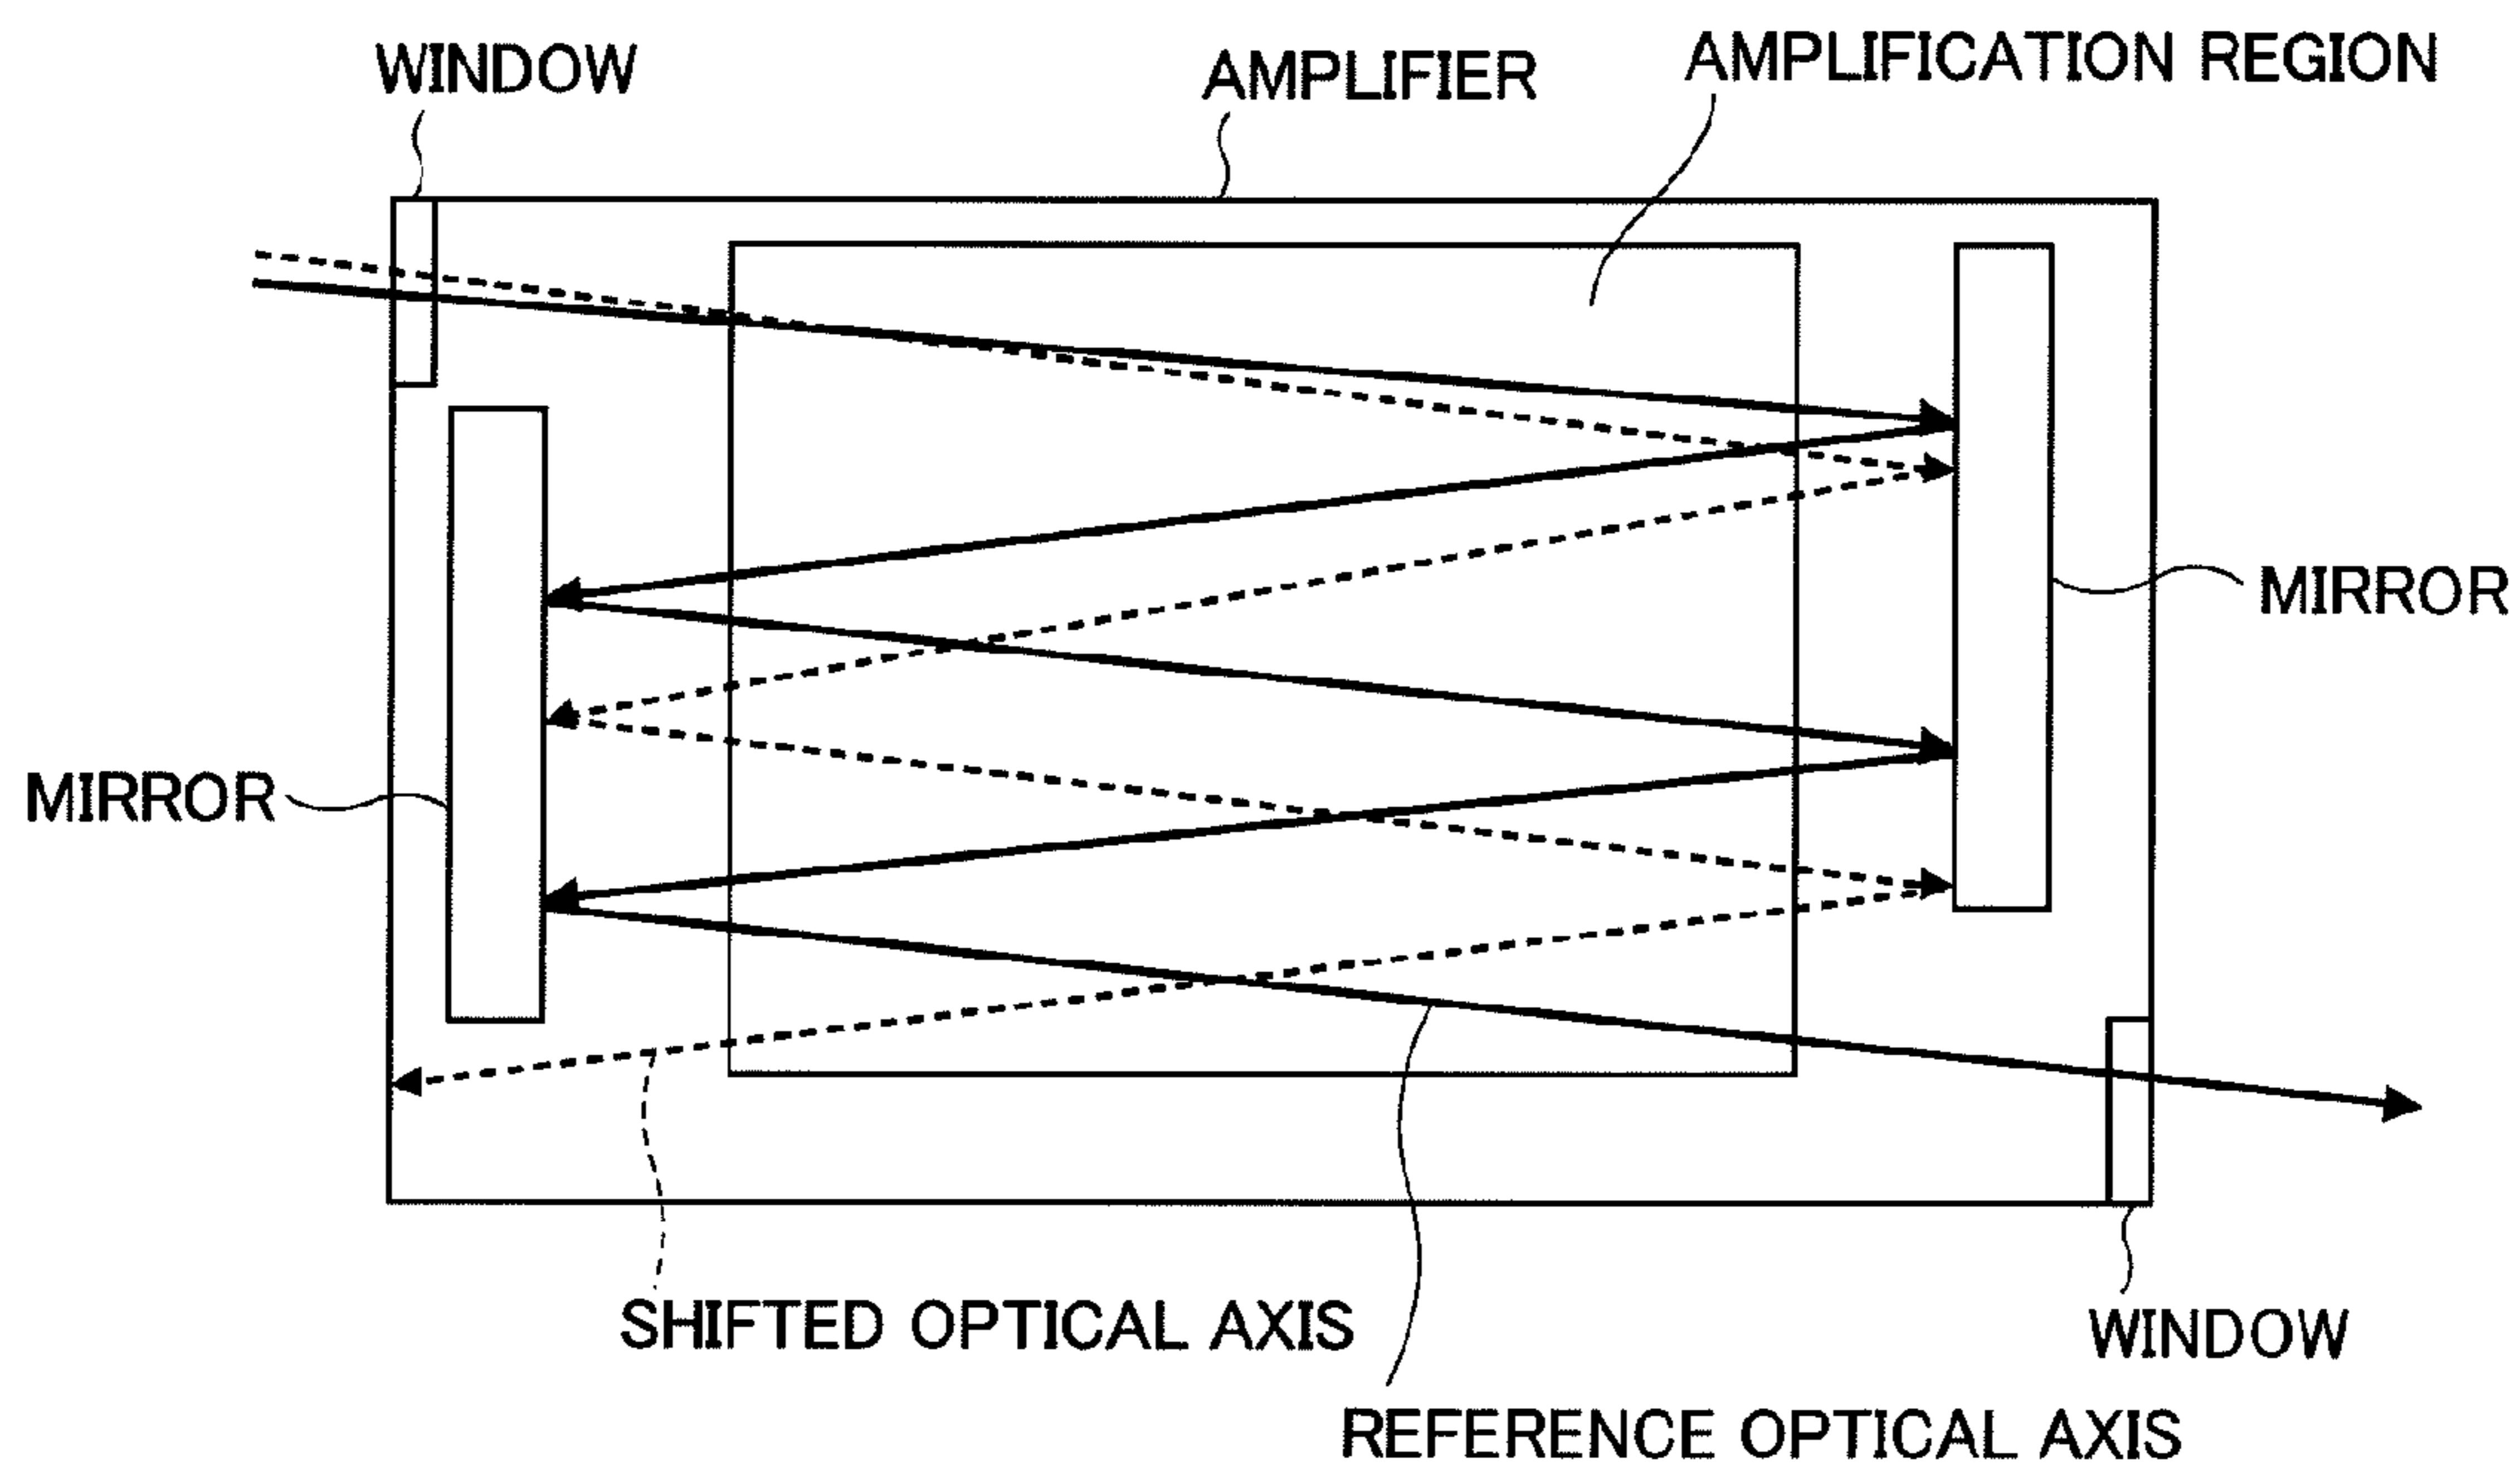 WINDOW
AMPLIFIER
AMPLIFICATION REGION
MIRROR
MIRROR
SHIFTED OPTICAL AXIS
WINDOW
REFERENCE OPTICAL AXIS